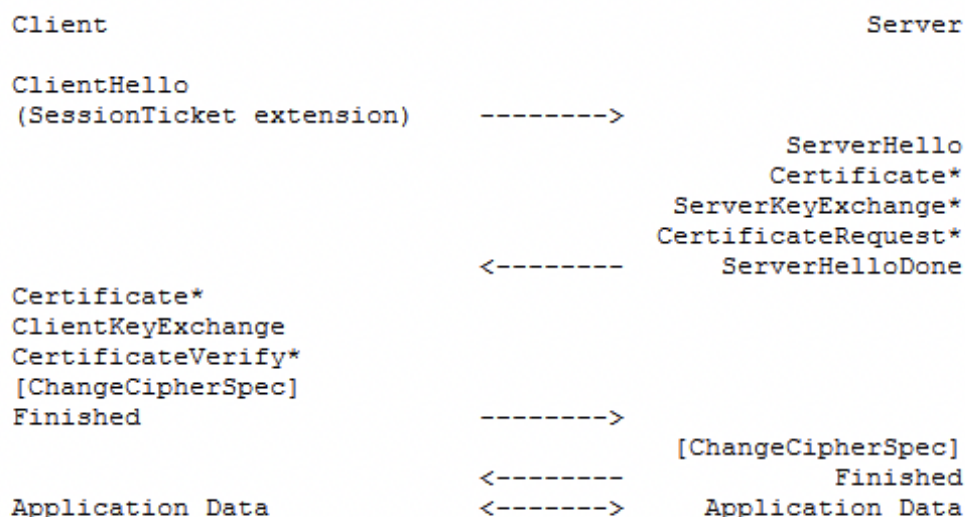 Client Server
ClientHello
(SessionTicket extension) -------->
ServerHello
Certificate*
ServerKeyExchange*
CertificateRequest*
<-------- ServerHelloDone
Certificate*
ClientKeyExchange
CertificateVerify*
[ChangeCipherSpec]
Finished -------->
[ChangeCipherSpec]
<-------- Finished
Application Data <-------> Application Data